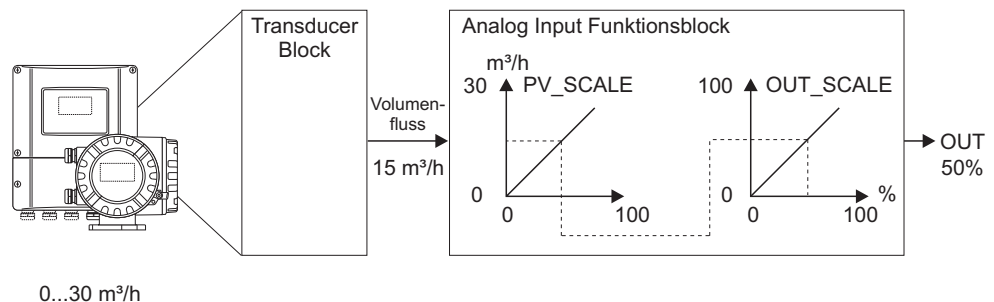 Transducer
Block
Analog Input Funktionsblock
m³/h
30
PV_SCALE
100
OUT_SCALE
Volumen-
fluss
15 m³/h
OUT
50%
0
0
100
0
0
100
%
0...30 m³/h